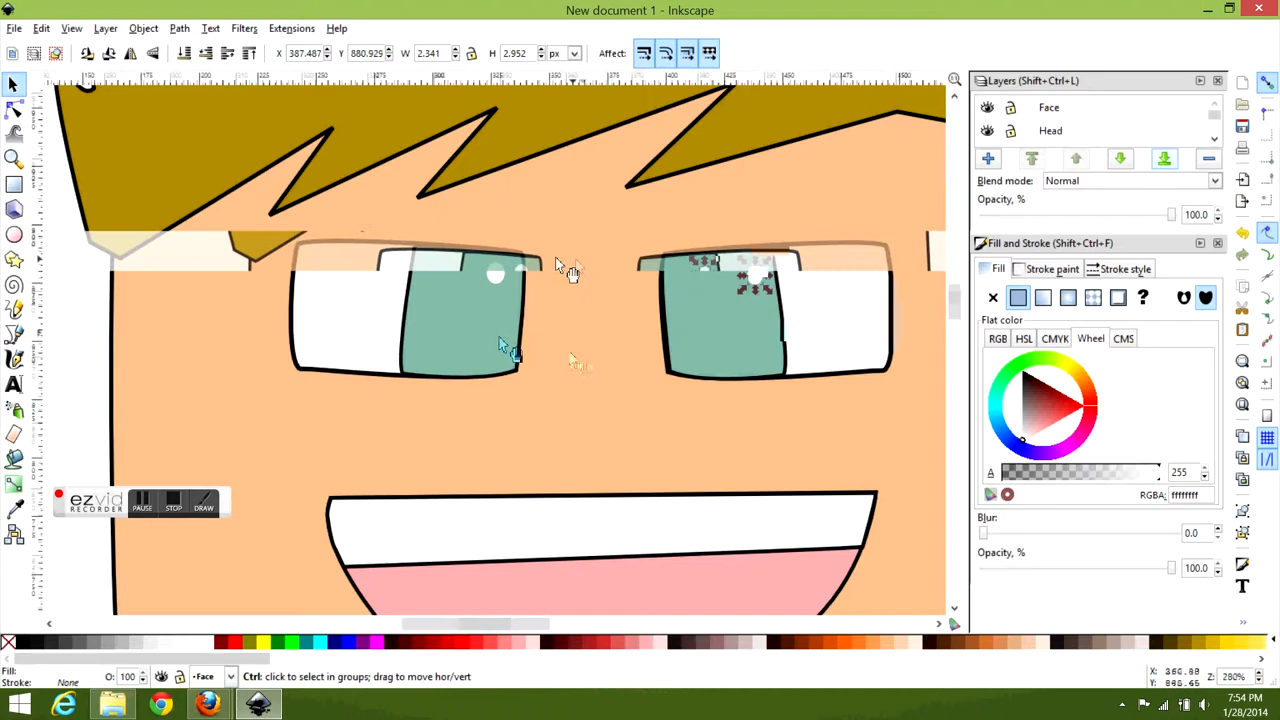 New document 1 - Inkscape
File Edit View Layer Object Path Text Filters Extensions Help
X 387.487 Y 880.929 W 2.341 H 2.952 px Affect:
Layers (Shift+Ctrl+L)
Face
Head
Blend mode: Normal
Opacity, % 100.0
Fill and Stroke (Shift+Ctrl+F)
Fill Stroke paint Stroke style
Flat color
RGB HSL CMYK Wheel CMS
A 255
RGBA: ffffffff
Blur:
0.0
Opacity, %
100.0
ezvid
RECORDER
PAUSE STOP DRAW
Fill: O: 100 Face Ctrl: click to select in groups; drag to move hor/vert X: Z: 280%
Stroke: None Y:
7:54 PM
1/28/2014